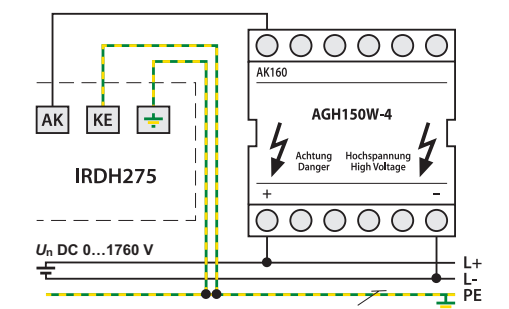 AK160
AGH150W-4
AK
KE
Achtung
Danger
Hochspannung
High Voltage
IRDH275
+
−
Un DC 0...1760 V
L+
L-
PE